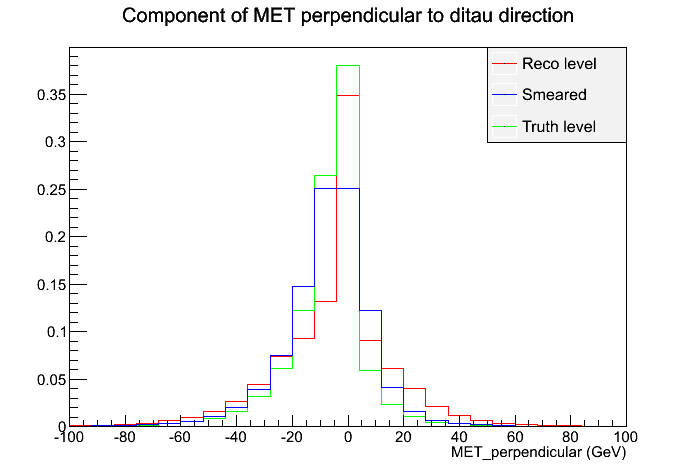 Component of MET perpendicular to ditau direction
Reco level
Smeared
Truth level
0.35
0.3
0.25
0.2
0.15
0.1
0.05
0
-100 -80 -60 -40 -20 0 20 40 60 80 100
MET_perpendicular (GeV)